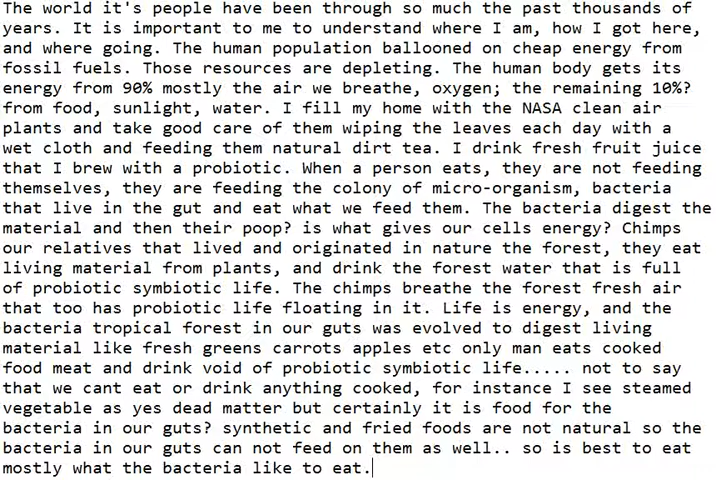 The world it's people have been through so much the past thousands of
years. It is important to me to understand where I am, how I got here,
and where going. The human population ballooned on cheap energy from
fossil fuels. Those resources are depleting. The human body gets its
energy from 90% mostly the air we breathe, oxygen; the remaining 10%?
from food, sunlight, water. I fill my home with the NASA clean air
plants and take good care of them wiping the leaves each day with a
wet cloth and feeding them natural dirt tea. I drink fresh fruit juice
that I brew with a probiotic. When a person eats, they are not feeding
themselves, they are feeding the colony of micro-organism, bacteria
that live in the gut and eat what we feed them. The bacteria digest the
material and then their poop? is what gives our cells energy? Chimps
our relatives that lived and originated in nature the forest, they eat
living material from plants, and drink the forest water that is full
of probiotic symbiotic life. The chimps breathe the forest fresh air
that too has probiotic life floating in it. Life is energy, and the
bacteria tropical forest in our guts was evolved to digest living
material like fresh greens carrots apples etc only man eats cooked
food meat and drink void of probiotic symbiotic life..... not to say
that we cant eat or drink anything cooked, for instance I see steamed
vegetable as yes dead matter but certainly it is food for the
bacteria in our guts? synthetic and fried foods are not natural so the
bacteria in our guts can not feed on them as well.. so is best to eat
mostly what the bacteria like to eat.